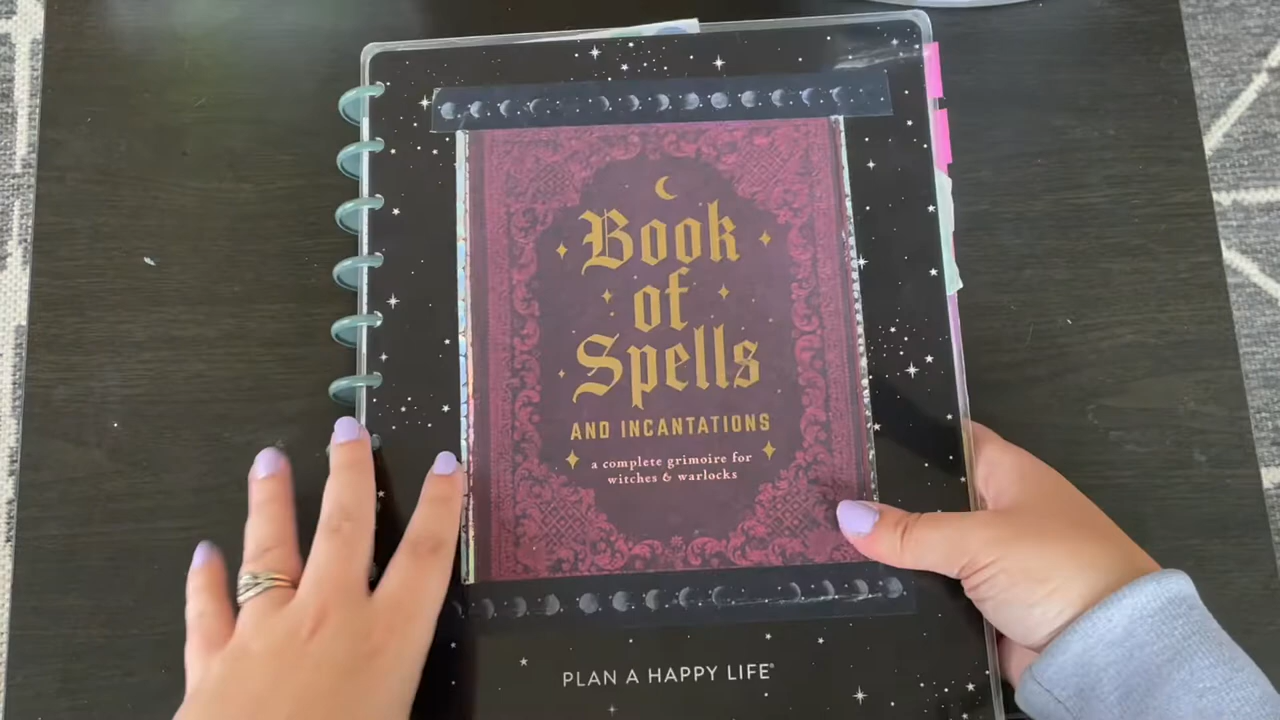 Book
of
Spells
AND INCANTATIONS
a complete grimoire for
witches & warlocks
PLAN A HAPPY LIFE®